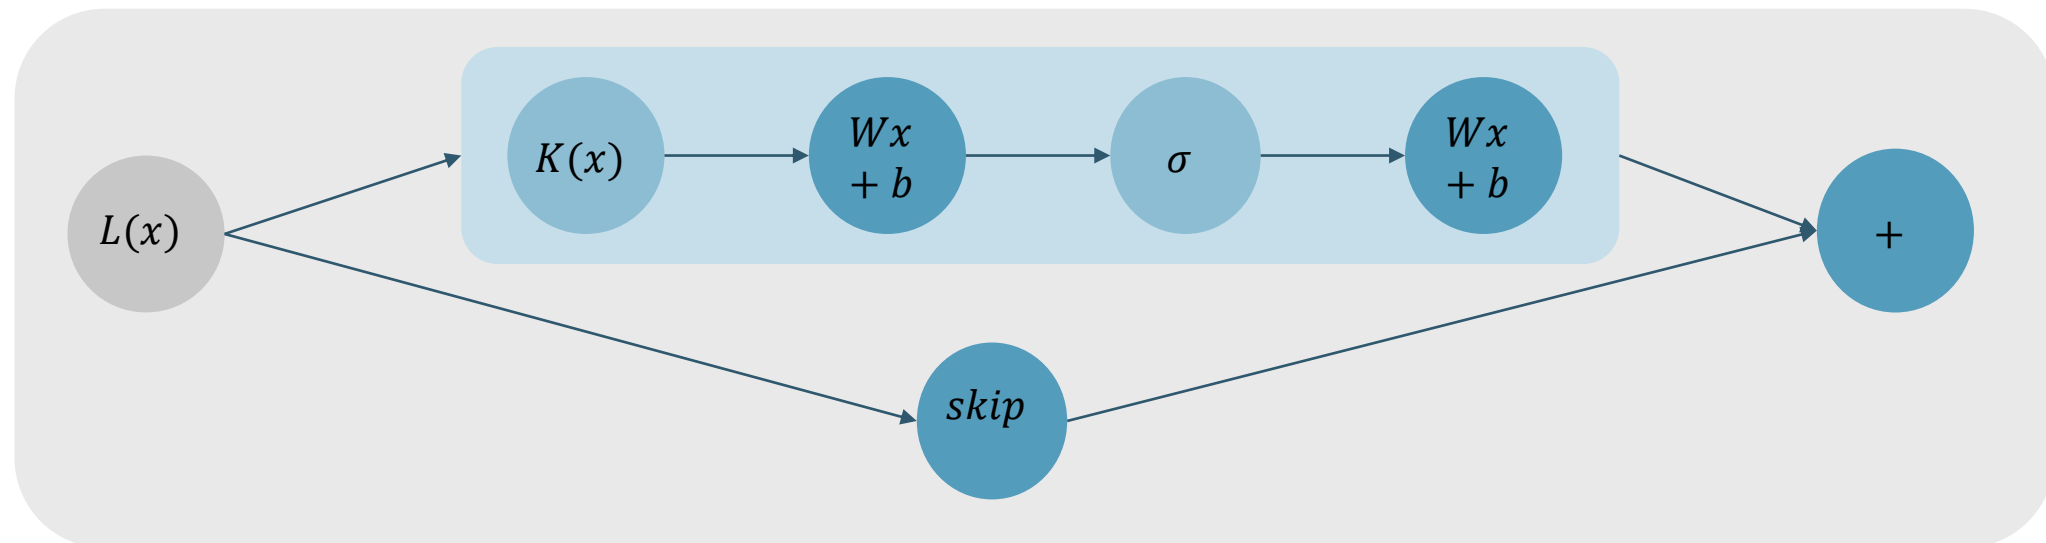 L(x)
K(x)
Wx
+ b
σ
Wx
+ b
+
skip